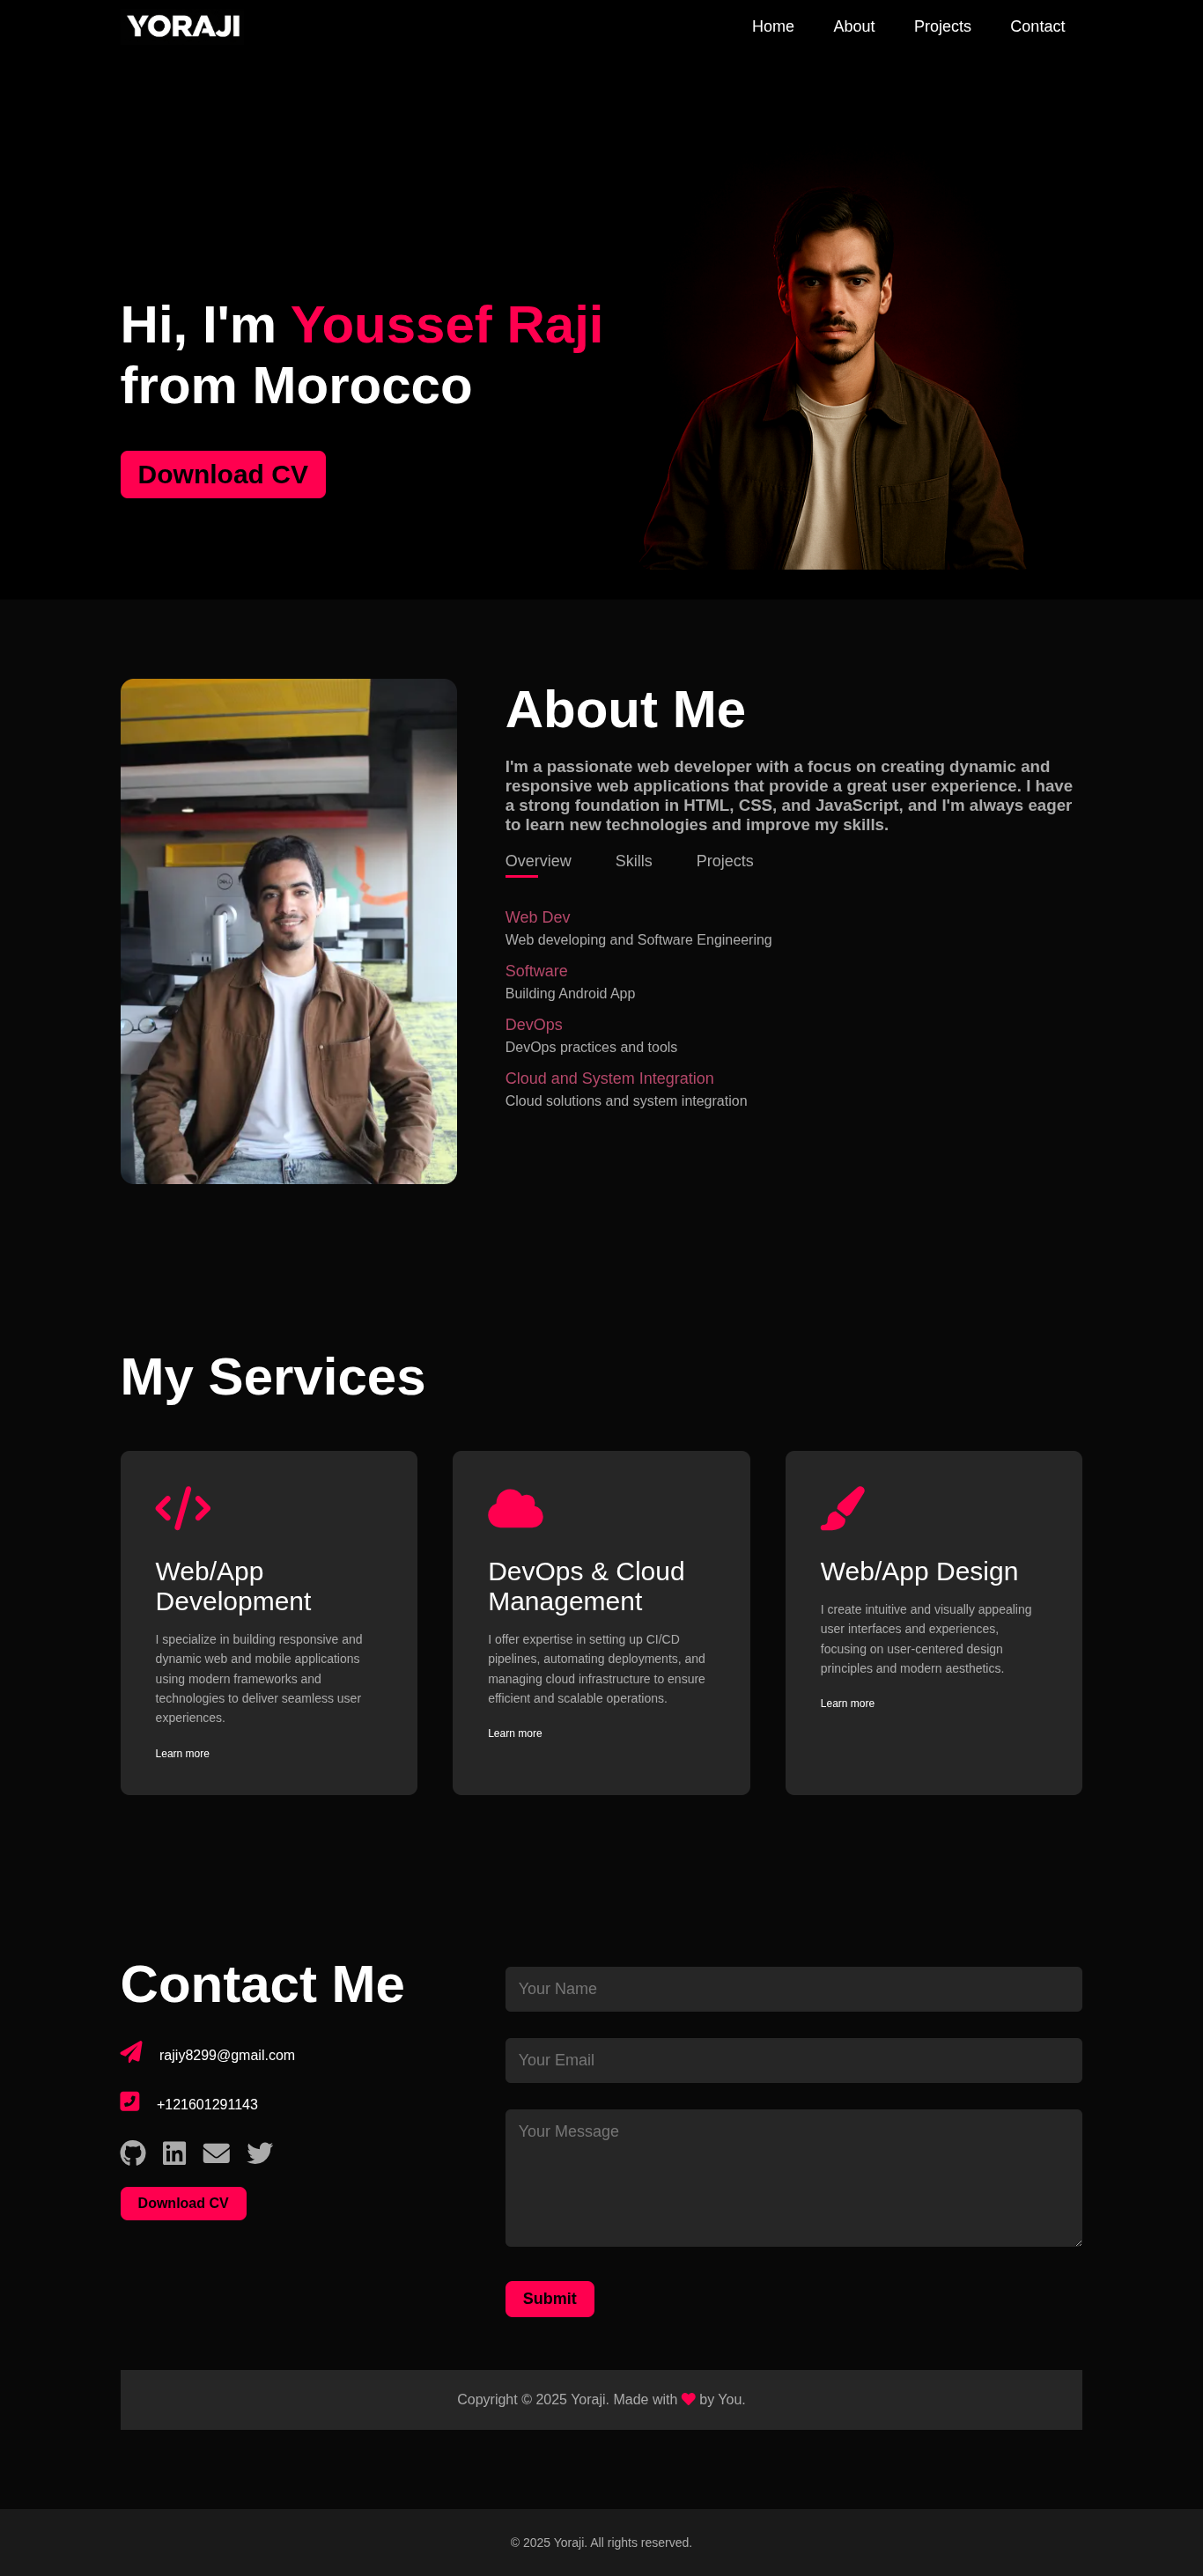 YORAJI
Home About Projects Contact
Hi, I'm Youssef Raji
from Morocco
Download CV
About Me
I'm a passionate web developer with a focus on creating dynamic and
responsive web applications that provide a great user experience. I have
a strong foundation in HTML, CSS, and JavaScript, and I'm always eager
to learn new technologies and improve my skills.
Overview Skills Projects
Web Dev
Web developing and Software Engineering
Software
Building Android App
DevOps
DevOps practices and tools
Cloud and System Integration
Cloud solutions and system integration
DELL
My Services
Web/App
Development
I specialize in building responsive and
dynamic web and mobile applications
using modern frameworks and
technologies to deliver seamless user
experiences.
Learn more
DevOps & Cloud
Management
I offer expertise in setting up CI/CD
pipelines, automating deployments, and
managing cloud infrastructure to ensure
efficient and scalable operations.
Learn more
Web/App Design
I create intuitive and visually appealing
user interfaces and experiences,
focusing on user-centered design
principles and modern aesthetics.
Learn more
Contact Me
rajiy8299@gmail.com
+121601291143
Download CV
Your Name
Your Email
Your Message
Submit
Copyright © 2025 Yoraji. Made with ❤ by You.
© 2025 Yoraji. All rights reserved.